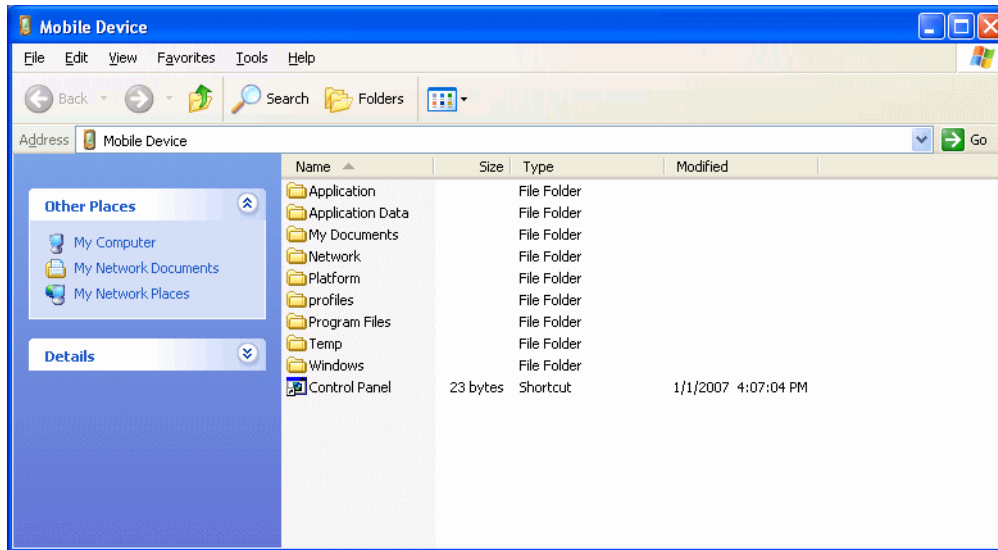 Mobile Device
File Edit View Favorites Tools Help
Back Search Folders
Address Mobile Device Go
Other Places
My Computer
My Network Documents
My Network Places
Details
Name Size Type Modified
Application File Folder
Application Data File Folder
My Documents File Folder
Network File Folder
Platform File Folder
profiles File Folder
Program Files File Folder
Temp File Folder
Windows File Folder
Control Panel 23 bytes Shortcut 1/1/2007 4:07:04 PM